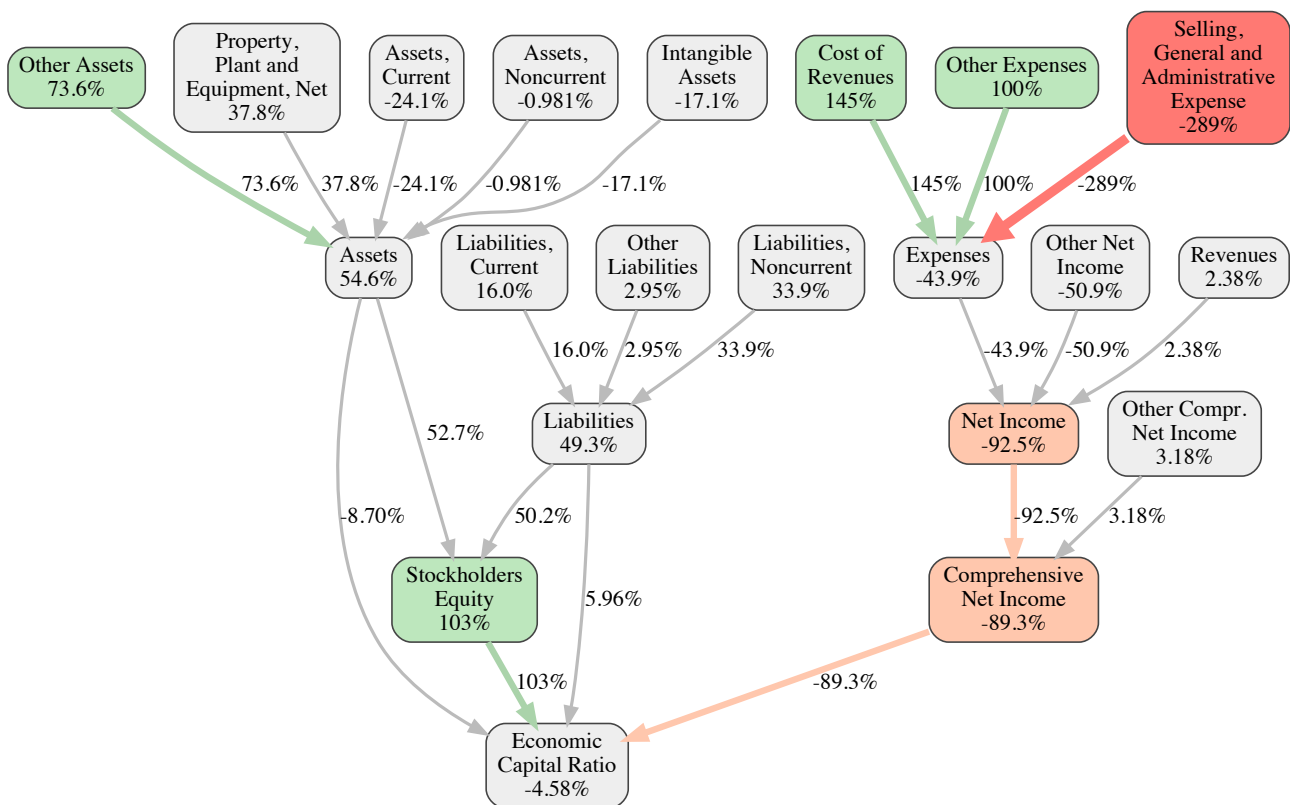 Other Assets
73.6%
Property,
Plant and
Equipment, Net
37.8%
Assets,
Current
-24.1%
Assets,
Noncurrent
-0.981%
Intangible
Assets
-17.1%
Cost of
Revenues
145%
Other Expenses
100%
Selling,
General and
Administrative
Expense
-289%
73.6%
37.8%
-24.1%
-0.981%
-17.1%
145%
100%
-289%
Assets
54.6%
Liabilities,
Current
16.0%
Other
Liabilities
2.95%
Liabilities,
Noncurrent
33.9%
Expenses
-43.9%
Other Net
Income
-50.9%
Revenues
2.38%
16.0%
2.95%
33.9%
-43.9%
-50.9%
2.38%
52.7%
Liabilities
49.3%
Net Income
-92.5%
Other Compr.
Net Income
3.18%
-8.70%
50.2%
-92.5%
3.18%
Stockholders
Equity
103%
5.96%
Comprehensive
Net Income
-89.3%
103%
-89.3%
Economic
Capital Ratio
-4.58%